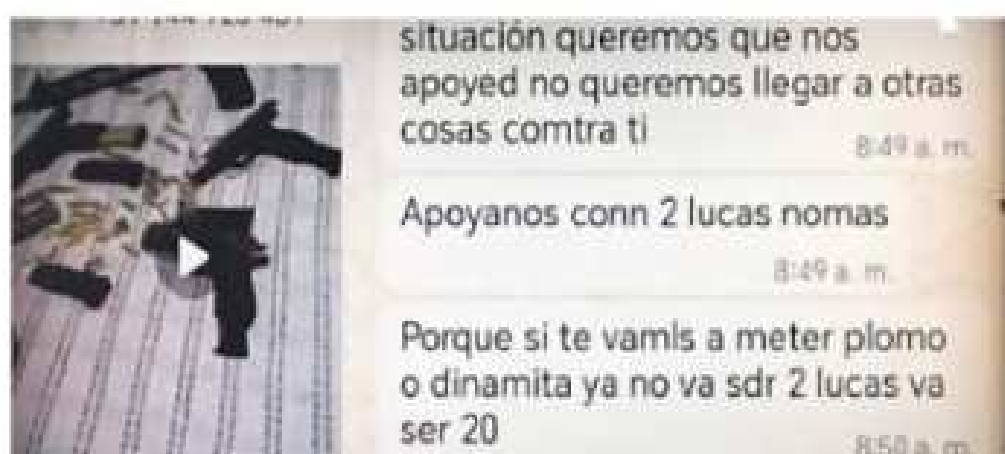 situación queremos que nos
apoyed no queremos llegar a otras
cosas comtra ti
8:49 a. m.
Apoyanos conn 2 lucas nomas
8:49 a. m.
Porque si te vamls a meter plomo
o dinamita ya no va sdr 2 lucas va
ser 20
8:50 a. m.